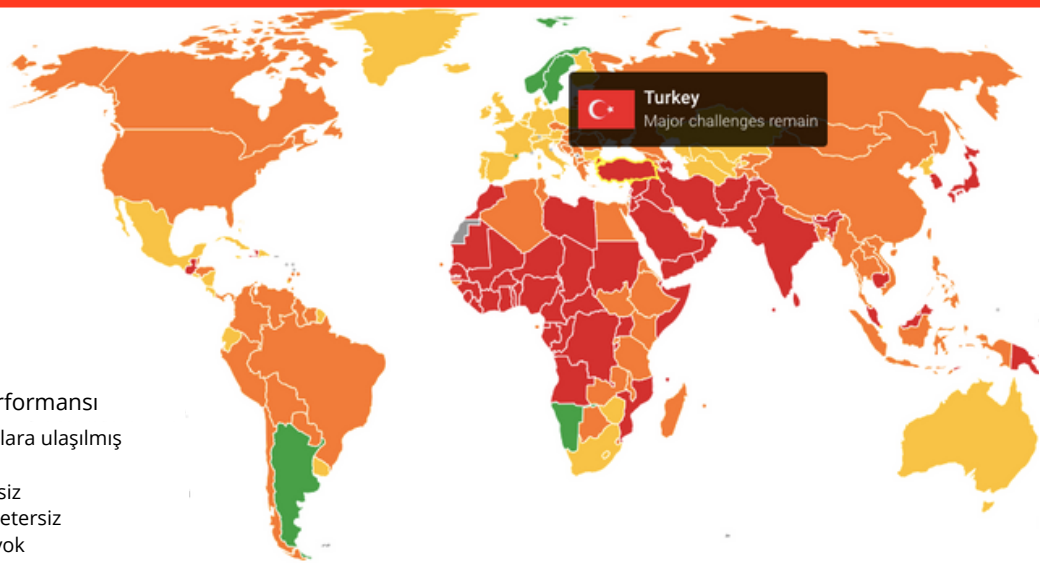 Turkey
Major challenges remain
rformansı
lara ulaşılmış
siz
etersiz
yok